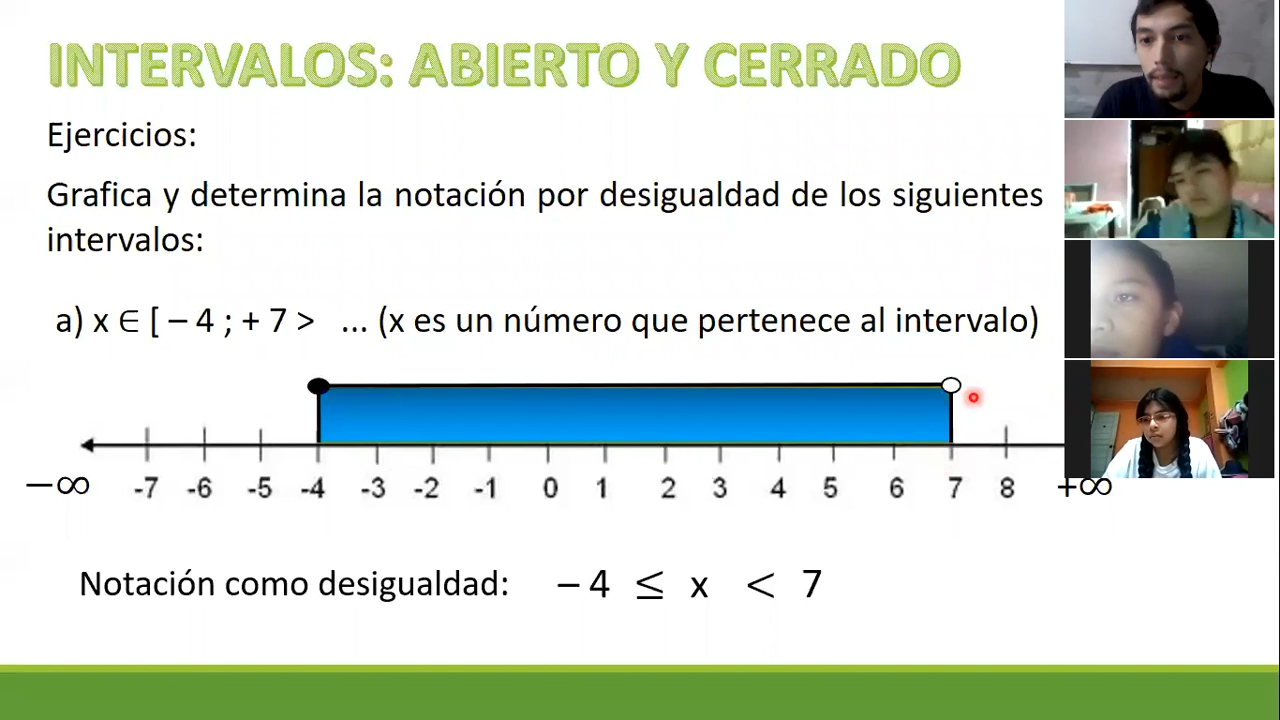 INTERVALOS: ABIERTO Y CERRADO
Ejercicios:
Grafica y determina la notación por desigualdad de los siguientes
intervalos:
a) x ∈ [ – 4 ; + 7 > ... (x es un número que pertenece al intervalo)
−∞ -7 -6 -5 -4 -3 -2 -1 0 1 2 3 4 5 6 7 8 +∞
Notación como desigualdad: – 4 ≤ x < 7